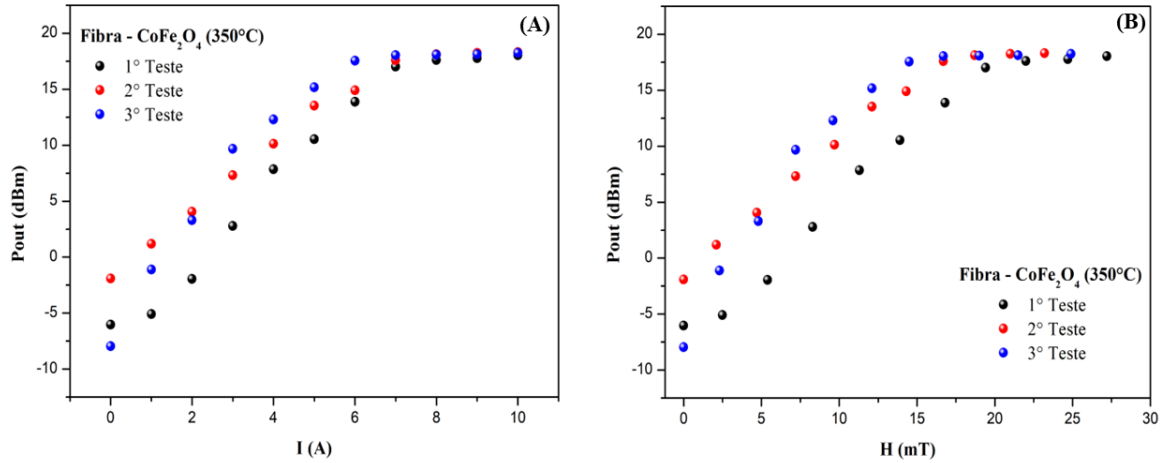 (A)
Fibra - CoFe₂O₄ (350°C)
1° Teste
2° Teste
3° Teste
20
15
10
5
0
-5
-10
Pout (dBm)
0
2
4
6
8
10
I (A)
(B)
20
15
10
5
0
-5
-10
Pout (dBm)
Fibra - CoFe₂O₄ (350°C)
1° Teste
2° Teste
3° Teste
0
5
10
15
20
25
30
H (mT)